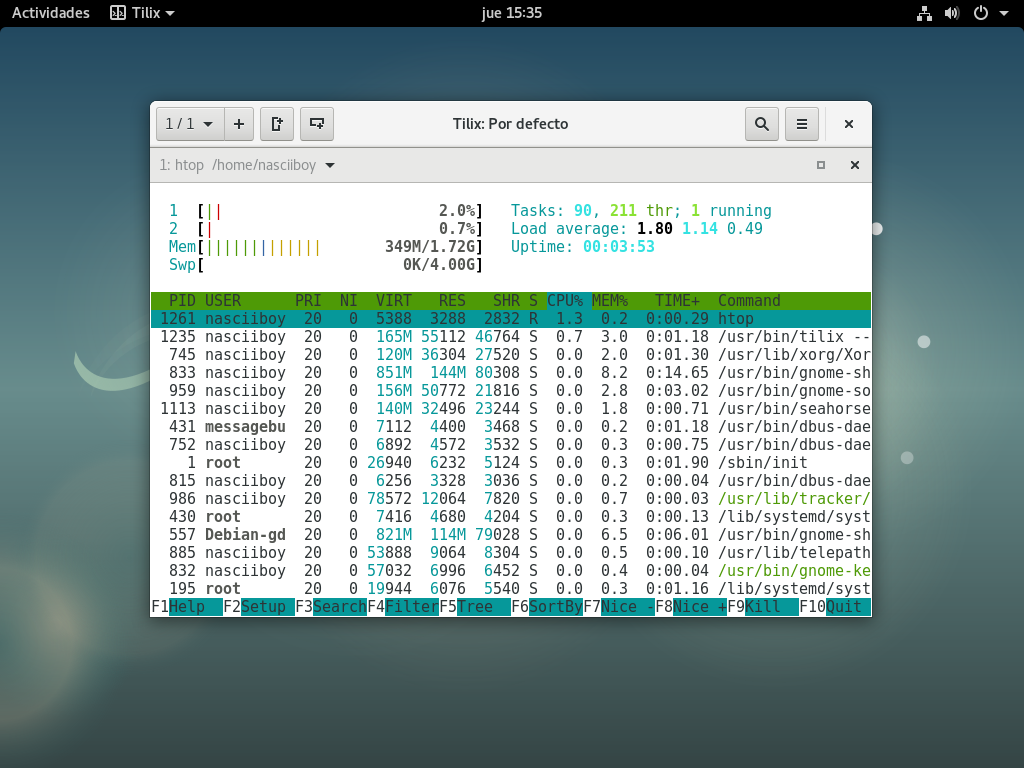 Actividades Tilix jue 15:35
1 / 1 Tilix: Por defecto
1: htop /home/nasciiboy
1 [|| 2.0%] Tasks: 90, 211 thr; 1 running
2 [| 0.7%] Load average: 1.80 1.14 0.49
Mem[||||||||||||| 349M/1.72G] Uptime: 00:03:53
Swp[ 0K/4.00G]
PID USER PRI NI VIRT RES SHR S CPU% MEM% TIME+ Command
1261 nasciiboy 20 0 5388 3288 2832 R 1.3 0.2 0:00.29 htop
1235 nasciiboy 20 0 165M 55112 46764 S 0.7 3.0 0:01.18 /usr/bin/tilix --
745 nasciiboy 20 0 120M 36304 27520 S 0.0 2.0 0:01.30 /usr/lib/xorg/Xor
833 nasciiboy 20 0 851M 144M 80308 S 0.0 8.2 0:14.65 /usr/bin/gnome-sh
959 nasciiboy 20 0 156M 50772 21816 S 0.0 2.8 0:03.02 /usr/bin/gnome-so
1113 nasciiboy 20 0 140M 32496 23244 S 0.0 1.8 0:00.71 /usr/bin/seahorse
431 messagebu 20 0 7112 4400 3468 S 0.0 0.2 0:01.18 /usr/bin/dbus-dae
752 nasciiboy 20 0 6892 4572 3532 S 0.0 0.3 0:00.75 /usr/bin/dbus-dae
1 root 20 0 26940 6232 5124 S 0.0 0.3 0:01.90 /sbin/init
815 nasciiboy 20 0 6256 3328 3036 S 0.0 0.2 0:00.04 /usr/bin/dbus-dae
986 nasciiboy 20 0 78572 12064 7820 S 0.0 0.7 0:00.03 /usr/lib/tracker/
430 root 20 0 7416 4680 4204 S 0.0 0.3 0:00.13 /lib/systemd/syst
557 Debian-gd 20 0 821M 114M 79028 S 0.0 6.5 0:06.01 /usr/bin/gnome-sh
885 nasciiboy 20 0 53888 9064 8304 S 0.0 0.5 0:00.10 /usr/lib/telepath
832 nasciiboy 20 0 57032 6996 6452 S 0.0 0.4 0:00.04 /usr/bin/gnome-ke
195 root 20 0 19944 6076 5540 S 0.0 0.3 0:01.16 /lib/systemd/syst
F1Help F2Setup F3SearchF4FilterF5Tree F6SortByF7Nice -F8Nice +F9Kill F10Quit